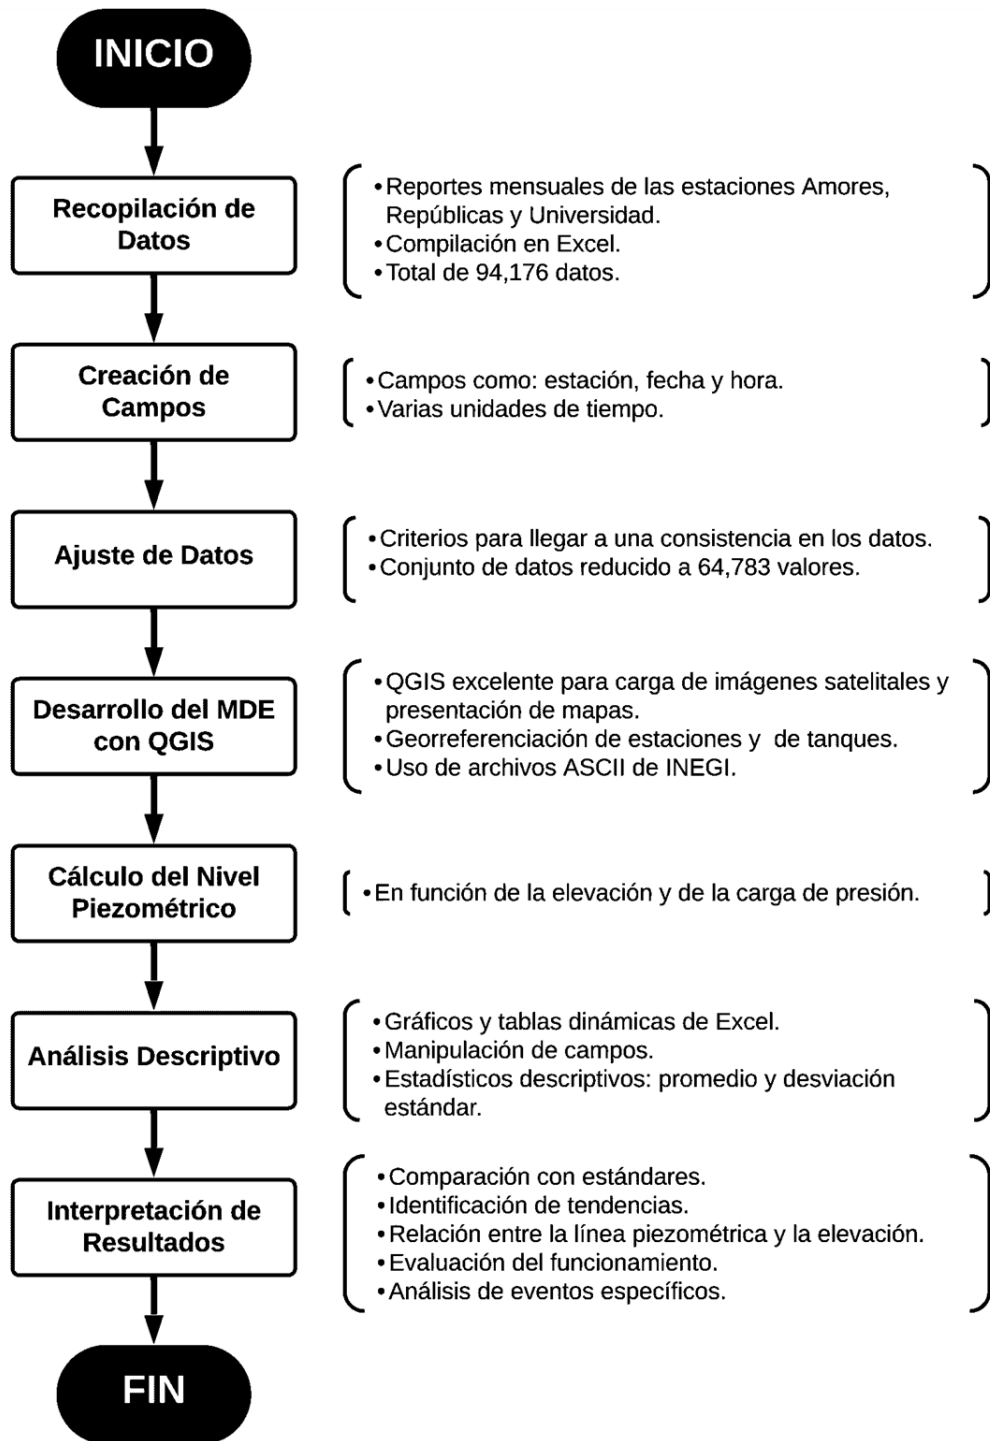 INICIO
Recopilación de
Datos
• Reportes mensuales de las estaciones Amores,
Repúblicas y Universidad.
• Compilación en Excel.
• Total de 94,176 datos.
Creación de
Campos
• Campos como: estación, fecha y hora.
• Varias unidades de tiempo.
Ajuste de Datos
• Criterios para llegar a una consistencia en los datos.
• Conjunto de datos reducido a 64,783 valores.
Desarrollo del MDE
con QGIS
• QGIS excelente para carga de imágenes satelitales y
presentación de mapas.
• Georreferenciación de estaciones y de tanques.
• Uso de archivos ASCII de INEGI.
Cálculo del Nivel
Piezométrico
• En función de la elevación y de la carga de presión.
Análisis Descriptivo
• Gráficos y tablas dinámicas de Excel.
• Manipulación de campos.
• Estadísticos descriptivos: promedio y desviación
estándar.
Interpretación de
Resultados
• Comparación con estándares.
• Identificación de tendencias.
• Relación entre la línea piezométrica y la elevación.
• Evaluación del funcionamiento.
• Análisis de eventos específicos.
FIN